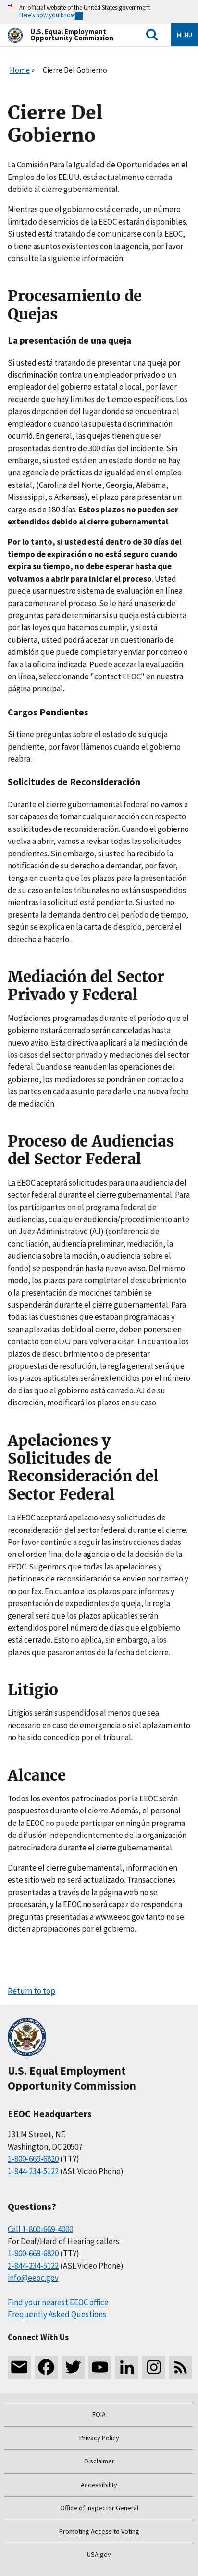 An official website of the United States government
Here's how you know
U.S. Equal Employment
Opportunity Commission
MENU
Home » Cierre Del Gobierno
Cierre Del
Gobierno
La Comisión Para la Igualdad de Oportunidades en el
Empleo de los EE.UU. está actualmente cerrada
debido al cierre gubernamental.
Mientras que el gobierno está cerrado, un número
limitado de servicios de la EEOC estarán disponibles.
Si usted está tratando de comunicarse con la EEOC,
o tiene asuntos existentes con la agencia, por favor
consulte la siguiente información:
Procesamiento de
Quejas
La presentación de una queja
Si usted está tratando de presentar una queja por
discriminación contra un empleador privado o un
empleador del gobierno estatal o local, por favor
recuerde que hay límites de tiempo específicos. Los
plazos dependen de donde usted está empleado y
cuando la supuesta discriminación
ocurrió. En general, las quejas tienen que ser
presentadas dentro de 300 días del incidente. Sin
embargo, si usted está en un estado donde no hay
una agencia de práctica de igualdad en el empleo
estatal, (Carolina del Norte, Georgia, Alabama,
Mississippi, o Arkansas), el plazo para presentar un
cargo es de 180 días. Estos plazos no pueden ser
extendidos debido al cierre gubernamental.
Por lo tanto, si usted está dentro de 30 días del
tiempo de expiración o no está seguro cuando
expira su tiempo, no debe esperar hasta que
volvamos a abrir para iniciar el proceso. Usted
puede usar nuestro sistema de evaluación en línea
para comenzar el proceso. Se le hará una serie de
preguntas para determinar si su situación es
cubierta por las leyes que hacemos cumplir, y si está
cubierta, usted podrá acezar un cuestionario de
admisión que puede completar y enviar por correo o
fax a la oficina indicada. Puede acezar la evaluación
en línea, seleccionando "contact EEOC" en nuestra
página principal.
Cargos Pendientes
Si tiene preguntas sobre el estado de su queja
pendiente, por favor llámenos cuando el gobierno
reabra.
Solicitudes de Reconsideración
Durante el cierre gubernamental federal no vamos a
ser capaces de tomar cualquier acción con respecto
a solicitudes de reconsideración. Cuando el gobierno
vuelve a abrir, vamos a revisar todas las solicitudes
pendientes. Sin embargo, si usted ha recibido la
notificación de su derecho a una demanda, por favor,
tenga en cuenta que los plazos para la presentación
de su caso ante los tribunales no están suspendidos
incluso si la solicitud está pendiente. Si usted no
presenta la demanda dentro del período de tiempo,
según se explica en la carta de despido, perderá el
derecho de hacerlo.
Mediación del Sector
Privado y Federal
Mediaciones programadas durante el período que el
gobierno estará cerrado serán canceladas hasta
nuevo aviso. Esta directiva incluye tanto mediaciones
del sector privado y mediaciones del sector
federal. Cuando se reanuden las operaciones del
gobierno, los mediadores se pondrán en contacto a
las partes en cada asunto para darle una nueva fecha
de mediación.
Proceso de Audiencias
del Sector Federal
La EEOC aceptará solicitudes para una audiencia del
sector federal durante el cierre gubernamental. Para
las personas que están involucradas en el programa
federal, cualquier audiencia/procedimiento ante un
Juez Administrativo (AJ) (conferencia de
conciliación, audiencia preliminar, mediación, la
audiencia sobre la moción, o audiencia sobre el
fondo) se pospondrán hasta nuevo aviso. Del mismo
modo, los plazos para completar el descubrimiento
o la presentación de mociones también se
suspenderán durante el cierre gubernamental. Para
todas las situaciones que estaban programadas y
sean aplazadas debido al cierre, deben ponerse en
contacto con el AJ para volver a citar. En cuanto a los
plazos de descubrimiento o de presentar
propuestas de resolución, la regla general será que
los plazos aplicables serán extendidos por el número
de días que el gobierno está cerrado. AJ de su
discreción, modificará los plazos en su caso.
Apelaciones y
Solicitudes de
Reconsideración del
Sector Federal
La EEOC aceptará apelaciones y solicitudes de
reconsideración del sector federal durante el cierre.
Por favor continúe a seguir las instrucciones dadas
en el orden final de la agencia o de la decisión de la
EEOC. Sugerimos que todas las apelaciones y
peticiones de reconsideración se envíen por correo y
no por fax. En cuanto a los plazos para enmiendas y
presentación de expedientes de quejas, la regla
general será que los plazos aplicables serán
extendidos por el número de días que el gobierno
está cerrado. Esto no aplica, sin embargo, a los
plazos que pasaron antes de la fecha del cierre.
Litigio
Litigios serán suspendidos al menos que sea
necesario en caso de emergencia o si el aplazamiento
no ha sido concedido por el tribunal.
Alcance
Todos los eventos patrocinados por la EEOC serán
pospuestos durante el cierre. Además, el personal
de la EEOC no puede participar en ningún programa
de difusión independientemente de la organización
patrocinadora durante el cierre gubernamental.
Durante el cierre gubernamental, información en
este sitio web no será actualizado. Transacciones
presentadas a través de la página web no se
procesarán, y la EEOC no será capaz de responder a
preguntas presentadas a www.eeoc.gov tanto no se
dicten apropiaciones por el gobierno.
Return to top
U.S. Equal Employment
Opportunity Commission
EEOC Headquarters
131 M Street, NE
Washington, DC 20507
1-800-669-6820 (TTY)
1-844-234-5122 (ASL Video Phone)
Questions?
Call 1-800-669-4000
For Deaf/Hard of Hearing callers:
1-800-669-6820 (TTY)
1-844-234-5122 (ASL Video Phone)
info@eeoc.gov
Find your nearest EEOC office
Frequently Asked Questions
Connect With Us
FOIA
Privacy Policy
Disclaimer
Accessibility
Office of Inspector General
Promoting Access to Voting
USA.gov